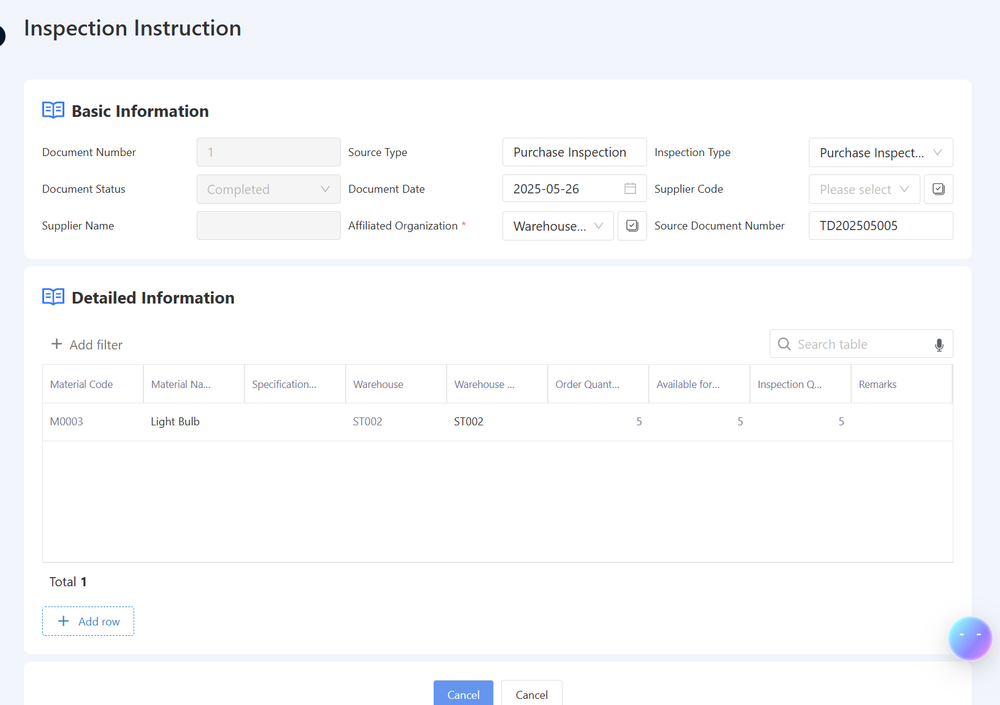 Inspection Instruction
Basic Information
Document Number 1 Source Type Purchase Inspection Inspection Type Purchase Inspect...
Document Status Completed Document Date 2025-05-26 Supplier Code Please select
Supplier Name Affiliated Organization * Warehouse... Source Document Number TD202505005
Detailed Information
Add filter Search table
Material Code Material Na... Specification... Warehouse Warehouse ... Order Quant... Available for... Inspection Q... Remarks
M0003 Light Bulb ST002 ST002 5 5 5
Total 1
Add row
Cancel Cancel